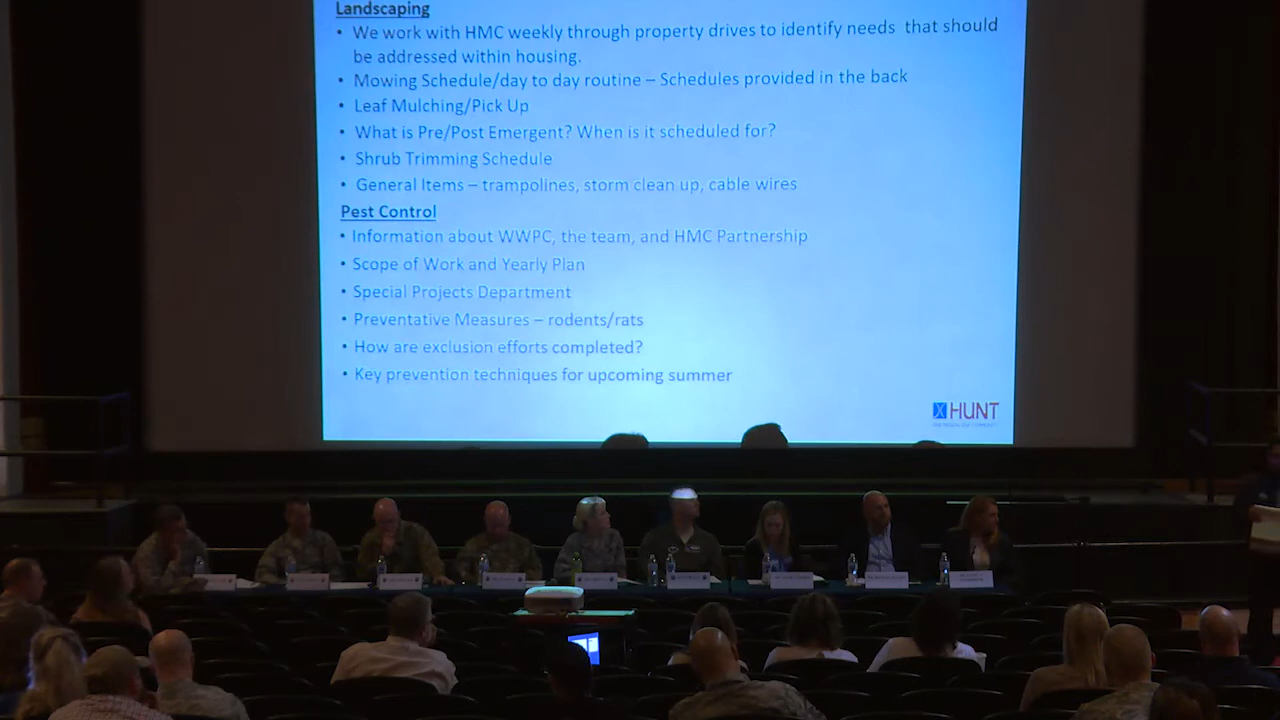 Landscaping
• We work with HMC weekly through property drives to identify needs that should
be addressed within housing.
• Mowing Schedule/day to day routine – Schedules provided in the back
• Leaf Mulching/Pick Up
• What is Pre/Post Emergent? When is it scheduled for?
• Shrub Trimming Schedule
• General Items – trampolines, storm clean up, cable wires
Pest Control
• Information about WWPC, the team, and HMC Partnership
• Scope of Work and Yearly Plan
• Special Projects Department
• Preventative Measures – rodents/rats
• How are exclusion efforts completed?
• Key prevention techniques for upcoming summer
HUNT